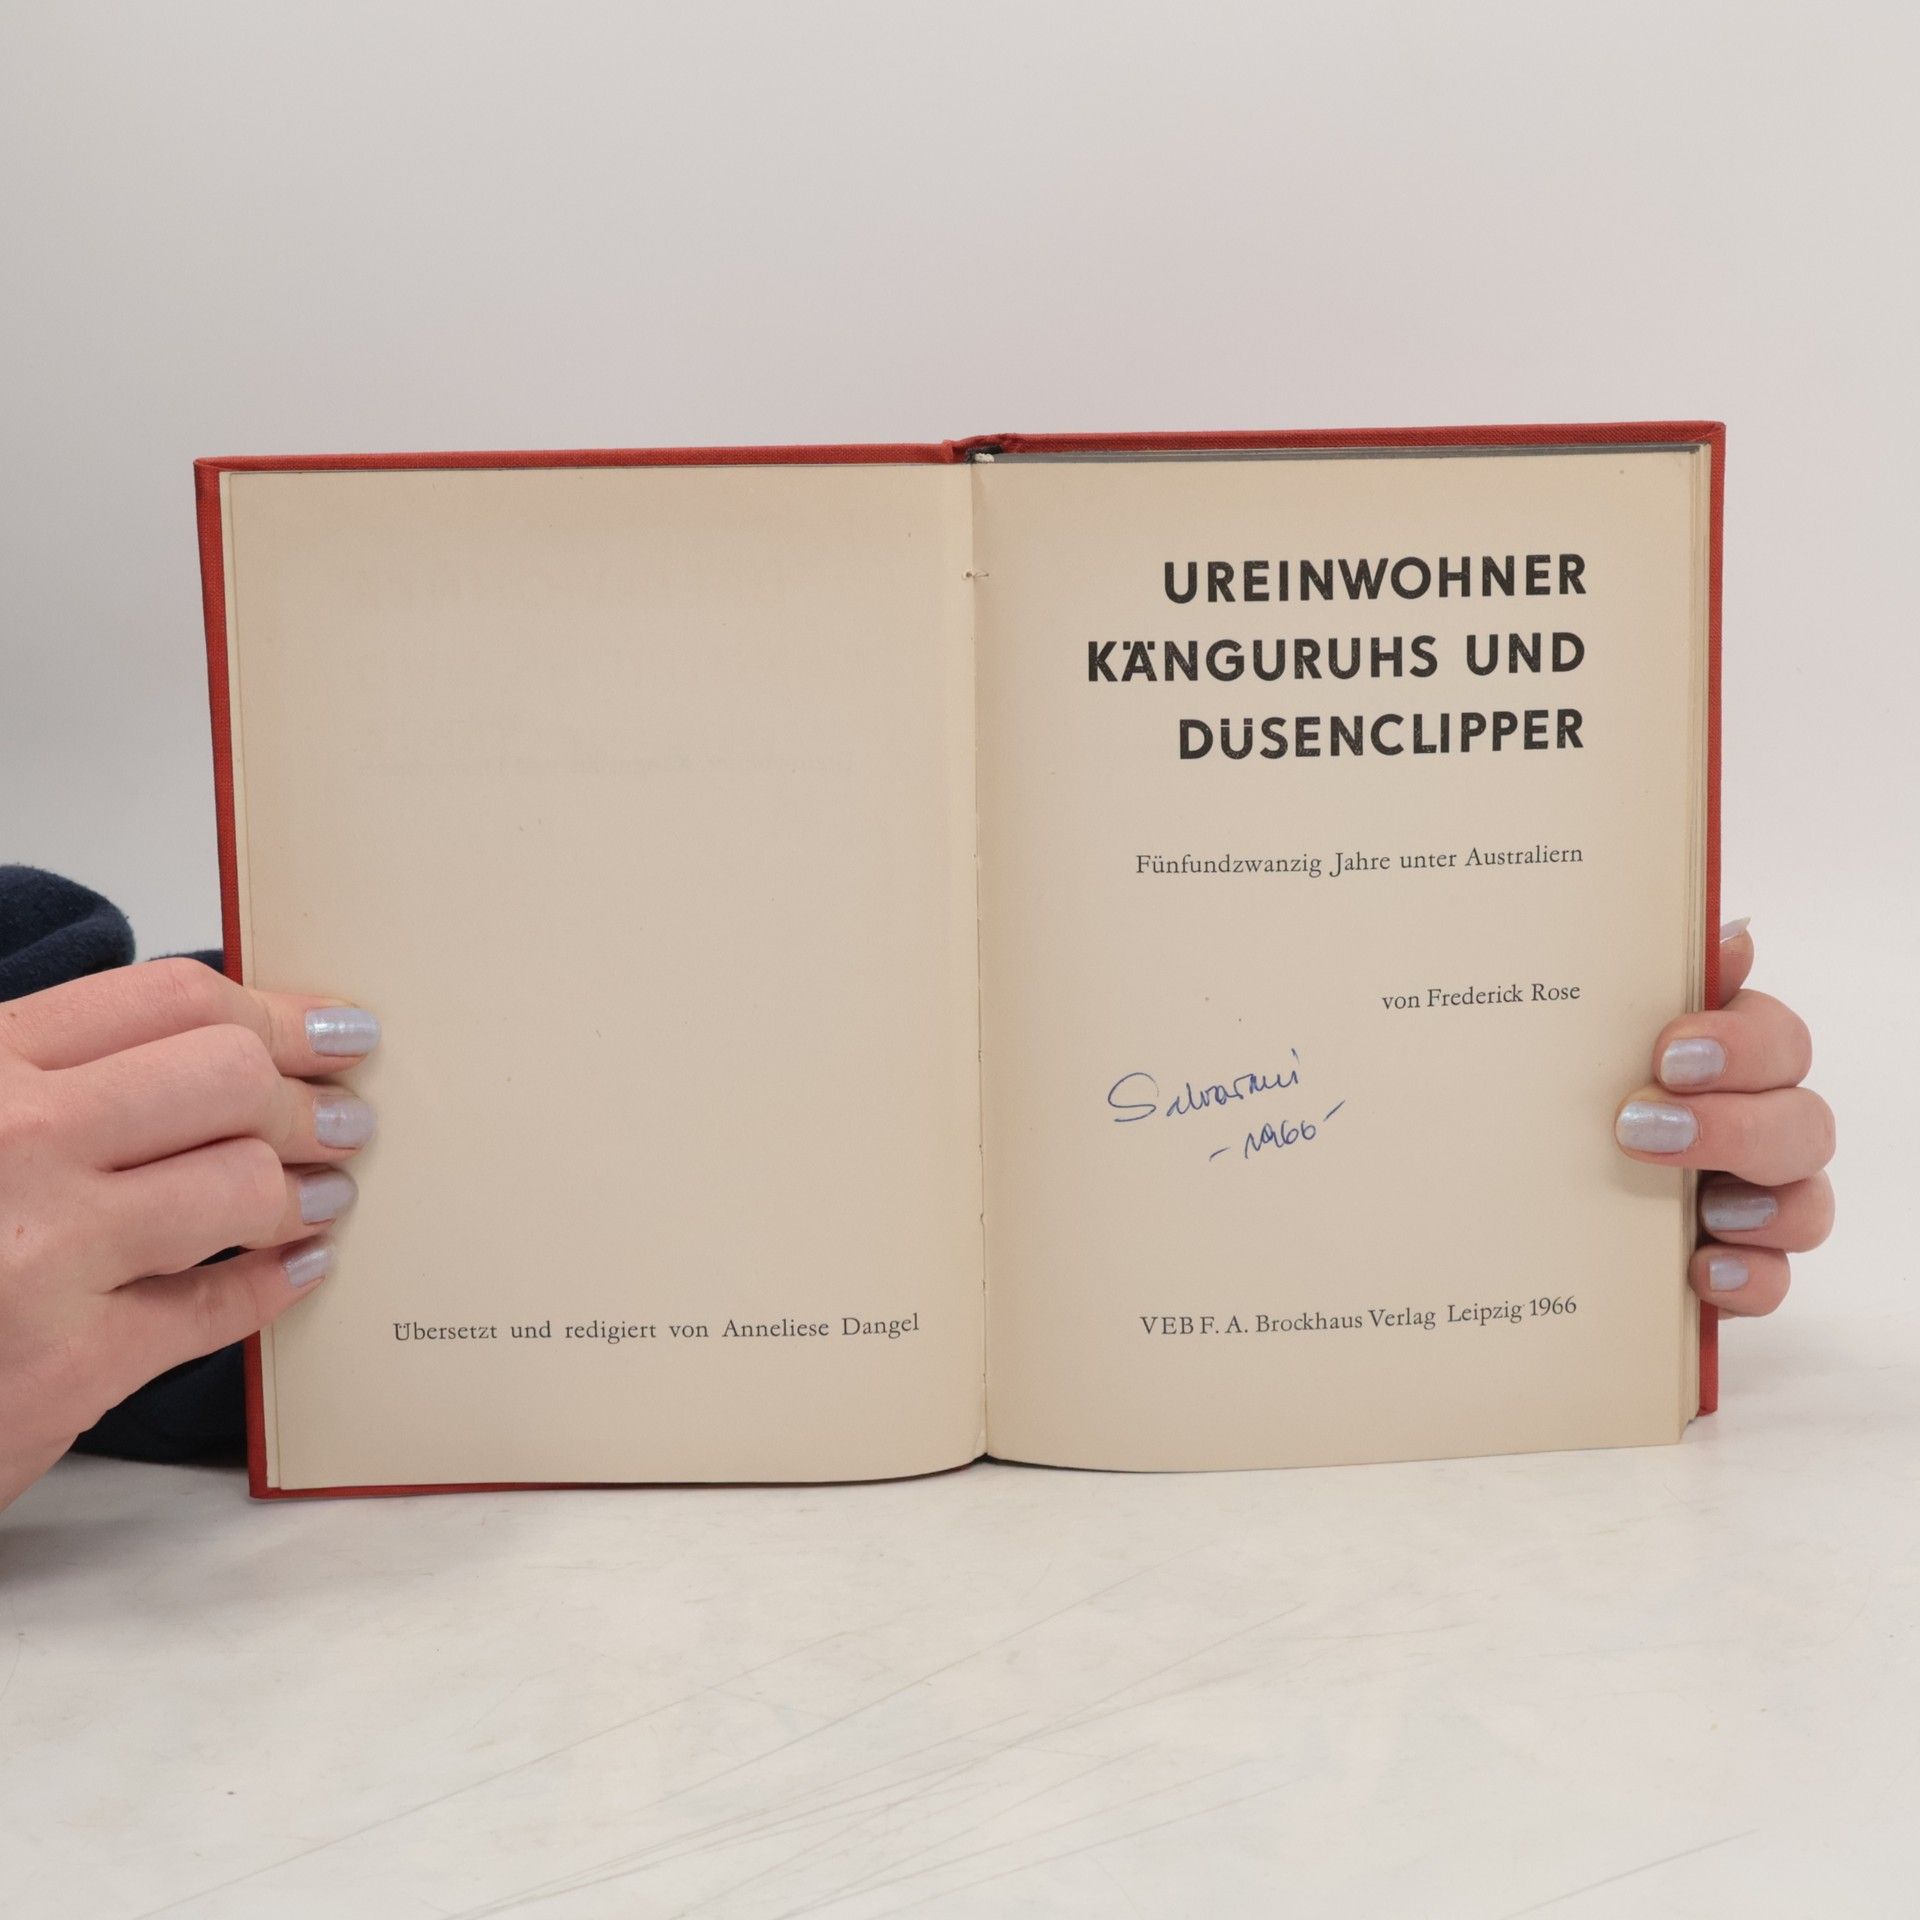 Übersetzt und redigiert von Anneliese Dangel
UREINWOHNER
KÄNGURUHS UND
DÜSENCLIPPER
Fünfundzwanzig Jahre unter Australiern
von Frederick Rose
-1966-
VEB F. A. Brockhaus Verlag Leipzig 1966